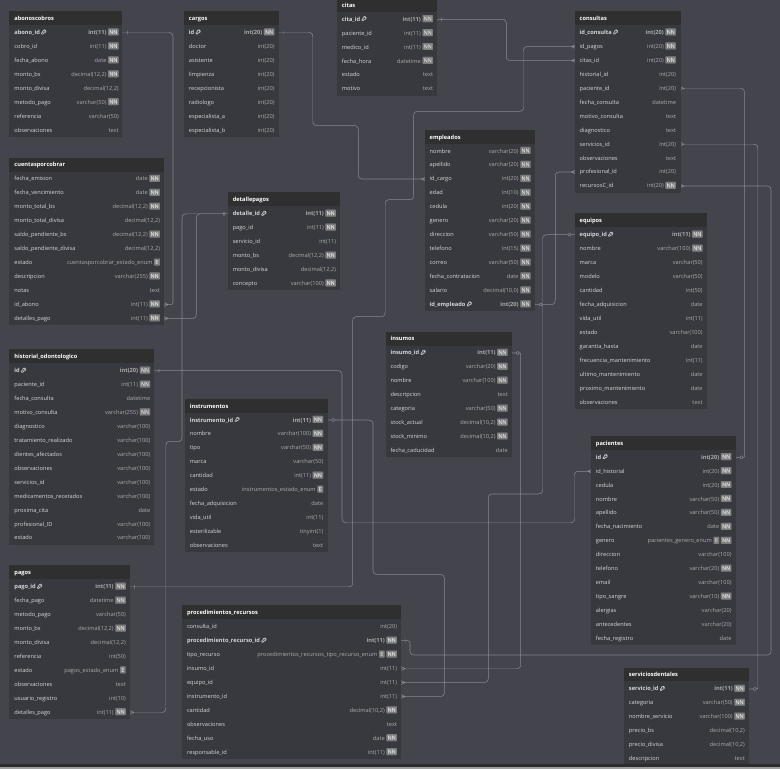 abonoscobros
abono_id int(11) NN
cobro_id int(11) NN
fecha_abono date NN
monto_bs decimal(12,2) NN
monto_divisa decimal(12,2)
metodo_pago varchar(50) NN
referencia varchar(50)
observaciones text
cargos
id int(20) NN
doctor int(20)
asistente int(20)
limpienza int(20)
recepcionista int(20)
radiologo int(20)
especialista_a int(20)
especialista_b int(20)
citas
cita_id int(11) NN
paciente_id int(11) NN
medico_id int(11) NN
fecha_hora datetime NN
estado text
motivo text
consultas
id_consulta int(20) NN
id_pagos int(20) NN
citas_id int(20) NN
historial_id int(20)
paciente_id int(20) NN
fecha_consulta datetime
motivo_consulta text
diagnostico text
servicios_id int(20) NN
observaciones text
profesional_id int(20) NN
recursosC_id int(20) NN
empleados
nombre varchar(20) NN
apellido varchar(20) NN
id_cargo int(20) NN
edad int(10) NN
cedula int(20) NN
genero varchar(20) NN
direccion varchar(50) NN
telefono int(15) NN
correo varchar(50) NN
fecha_contratacion date NN
salario decimal(10,0) NN
id_empleado int(20) NN
cuentasporcobrar
fecha_emision date NN
fecha_vencimiento date NN
monto_total_bs decimal(12,2) NN
monto_total_divisa decimal(12,2)
saldo_pendiente_bs decimal(12,2) NN
saldo_pendiente_divisa decimal(12,2)
estado cuentasporcobrar_estado_enum E
descripcion varchar(255) NN
notas text
id_abono int(11) NN
detalles_pago int(11) NN
detallepagos
detalle_id int(11) NN
pago_id int(11) NN
servicio_id int(11)
monto_bs decimal(12,2) NN
monto_divisa decimal(12,2)
concepto varchar(100) NN
equipos
equipo_id int(11) NN
nombre varchar(100) NN
marca varchar(50)
modelo varchar(50)
cantidad int(50)
fecha_adquisicion date
vida_util int(11)
estado varchar(100)
garantia_hasta date
frecuencia_mantenimiento int(11)
ultimo_mantenimiento date
proximo_mantenimiento date
observaciones text
insumos
insumo_id int(11) NN
codigo varchar(20) NN
nombre varchar(100) NN
descripcion text
categoria varchar(50) NN
stock_actual decimal(10,2) NN
stock_minimo decimal(10,2) NN
fecha_caducidad date
historial_odontologico
id int(20) NN
paciente_id int(11) NN
fecha_consulta datetime
motivo_consulta varchar(255) NN
diagnostico varchar(100)
tratamiento_realizado varchar(100)
dientes_afectados varchar(100)
observaciones varchar(100)
servicios_id varchar(100)
medicamentos_recetados varchar(100)
proxima_cita date
profesional_ID varchar(100)
estado varchar(100)
instrumentos
instrumento_id int(11) NN
nombre varchar(100) NN
tipo varchar(50) NN
marca varchar(50)
cantidad int(11) NN
estado instrumentos_estado_enum E
fecha_adquisicion date
vida_util int(11)
esterilizable tinyint(1)
observaciones text
pacientes
id int(20) NN
id_historial int(20) NN
cedula int(20) NN
nombre varchar(50) NN
apellido varchar(50) NN
fecha_nacimiento date NN
genero pacientes_genero_enum E NN
direccion varchar(100)
telefono varchar(20) NN
email varchar(100)
tipo_sangre varchar(10) NN
alergias varchar(20)
antecedentes varchar(20)
fecha_registro date
pagos
pago_id int(11) NN
fecha_pago datetime NN
metodo_pago varchar(50)
monto_bs decimal(12,2) NN
monto_divisa decimal(12,2)
referencia int(50)
estado pagos_estado_enum E
observaciones text
usuario_registro int(10)
detalles_pago int(11) NN
procedimientos_recursos
consulta_id int(20)
procedimiento_recurso_id int(11) NN
tipo_recurso procedimientos_recursos_tipo_recurso_enum E NN
insumo_id int(11)
equipo_id int(11)
instrumento_id int(11)
cantidad decimal(10,2) NN
observaciones text
fecha_uso date NN
responsable_id int(11) NN
serviciosdentales
servicio_id int(11) NN
categoria varchar(50) NN
nombre_servicio varchar(100) NN
precio_bs decimal(10,2)
precio_divisa decimal(10,2)
descripcion text